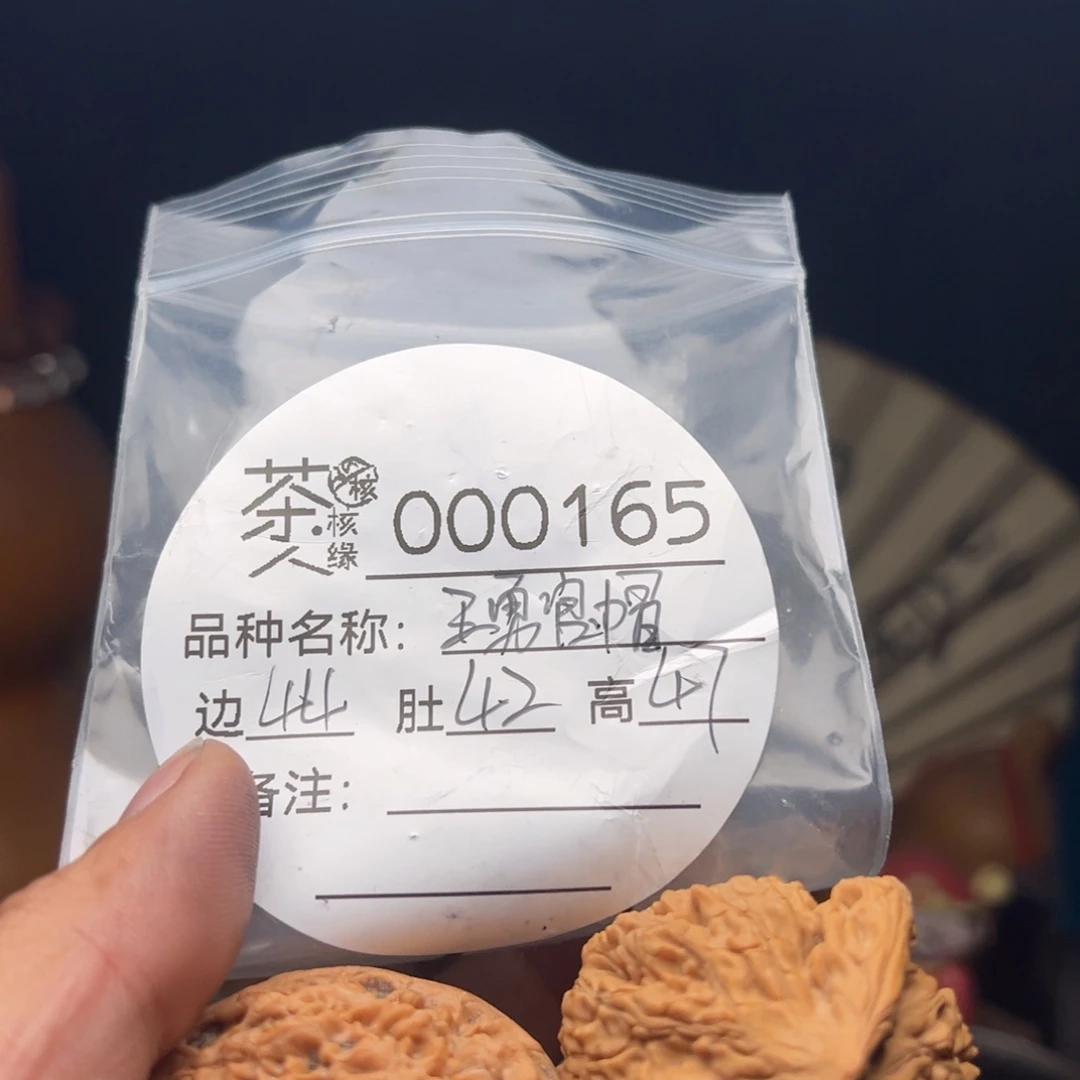 茶人 核缘 000165
品种名称：王勇官帽
边44 肚42 高47
备注：